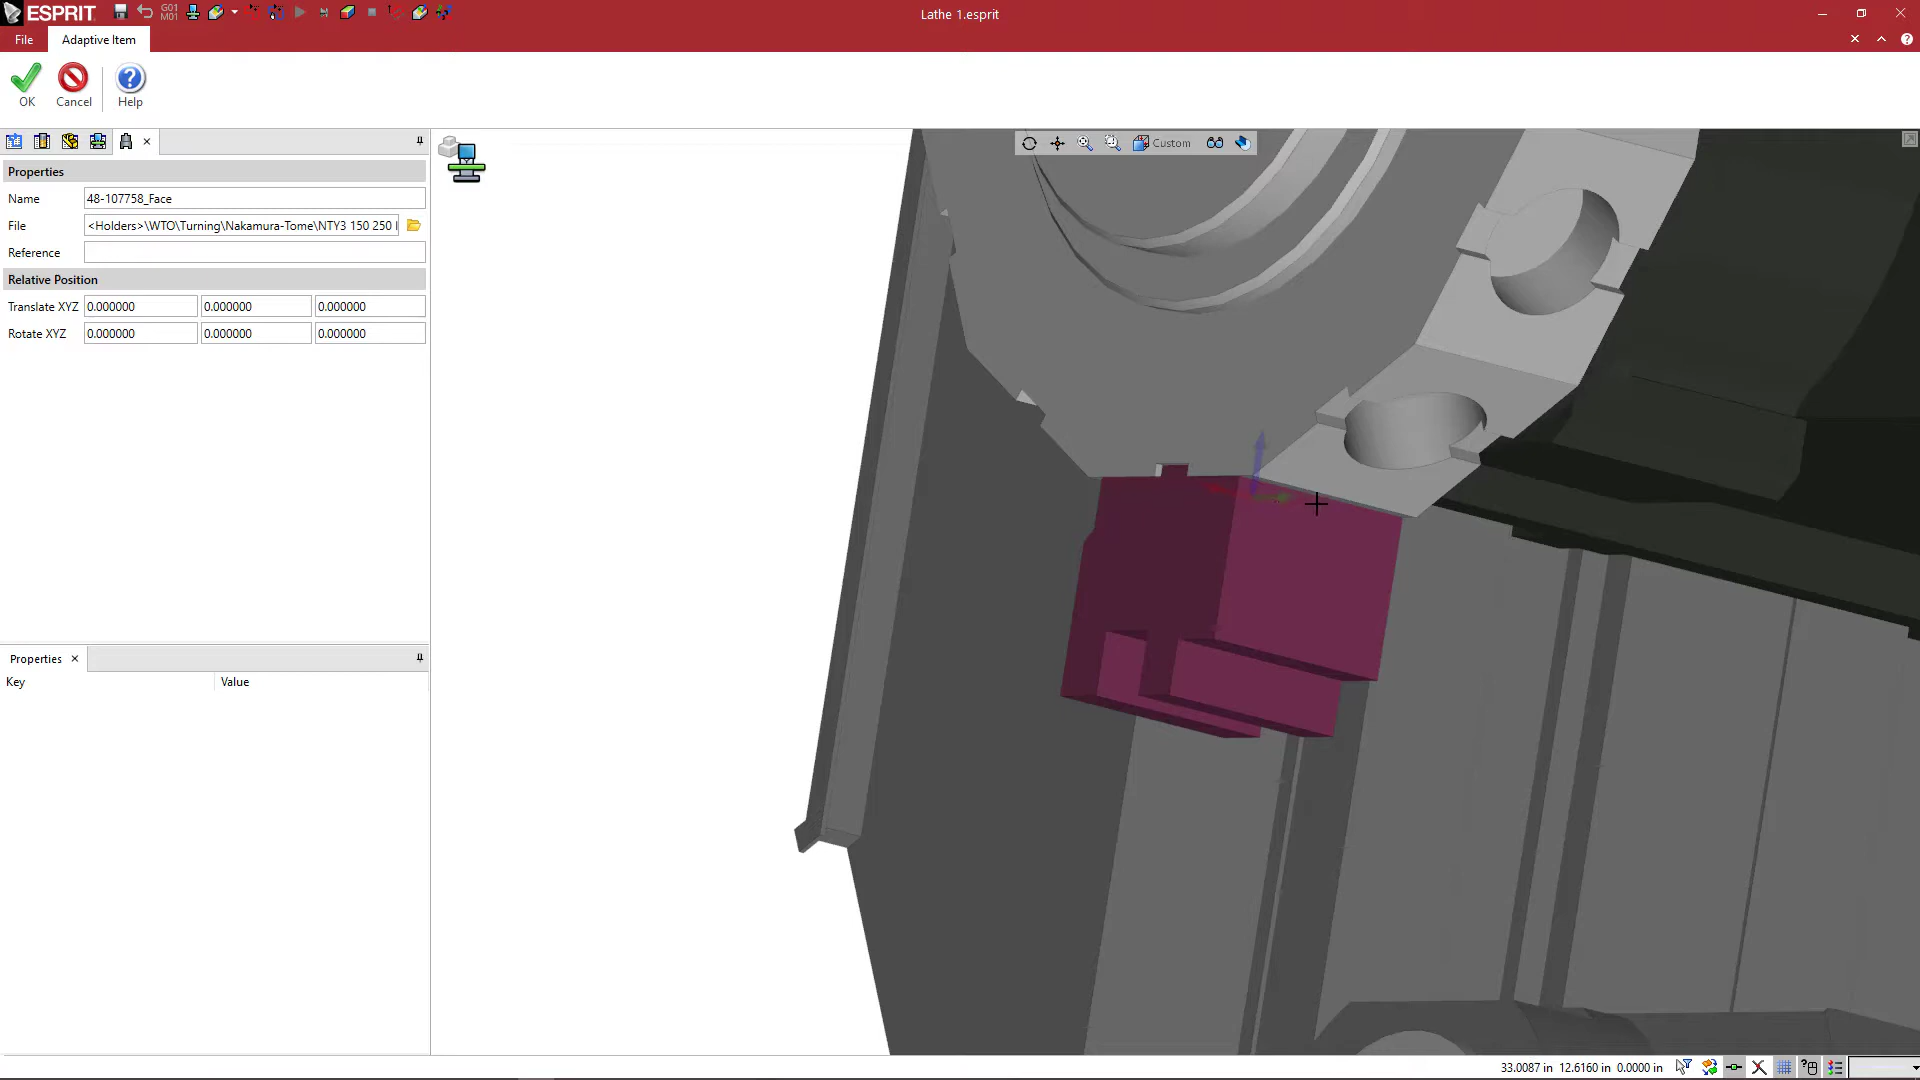 ESPRIT
G01
M01
Lathe 1.esprit
File
Adaptive Item
OK
Cancel
Help
Custom
Properties
Name
48-107758_Face
File
<Holders>\WTO\Turning\Nakamura-Tome\NTY3 150 250 I
Reference
Relative Position
Translate XYZ
0.000000
0.000000
0.000000
Rotate XYZ
0.000000
0.000000
0.000000
Properties
Key
Value
33.0087 in 12.6160 in 0.0000 in